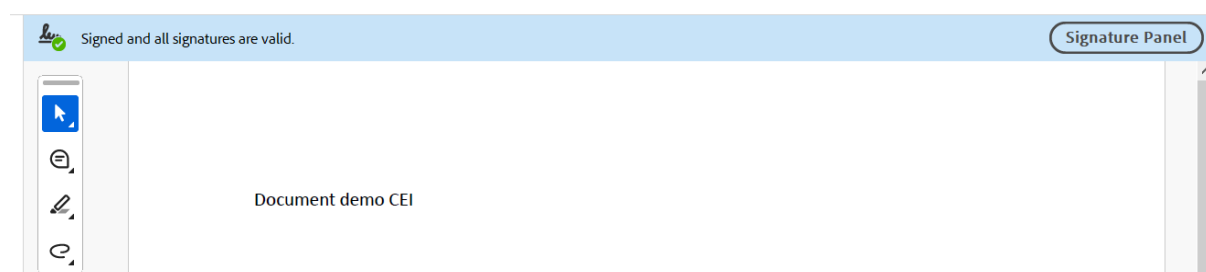 Signed and all signatures are valid.
Signature Panel
Document demo CEI